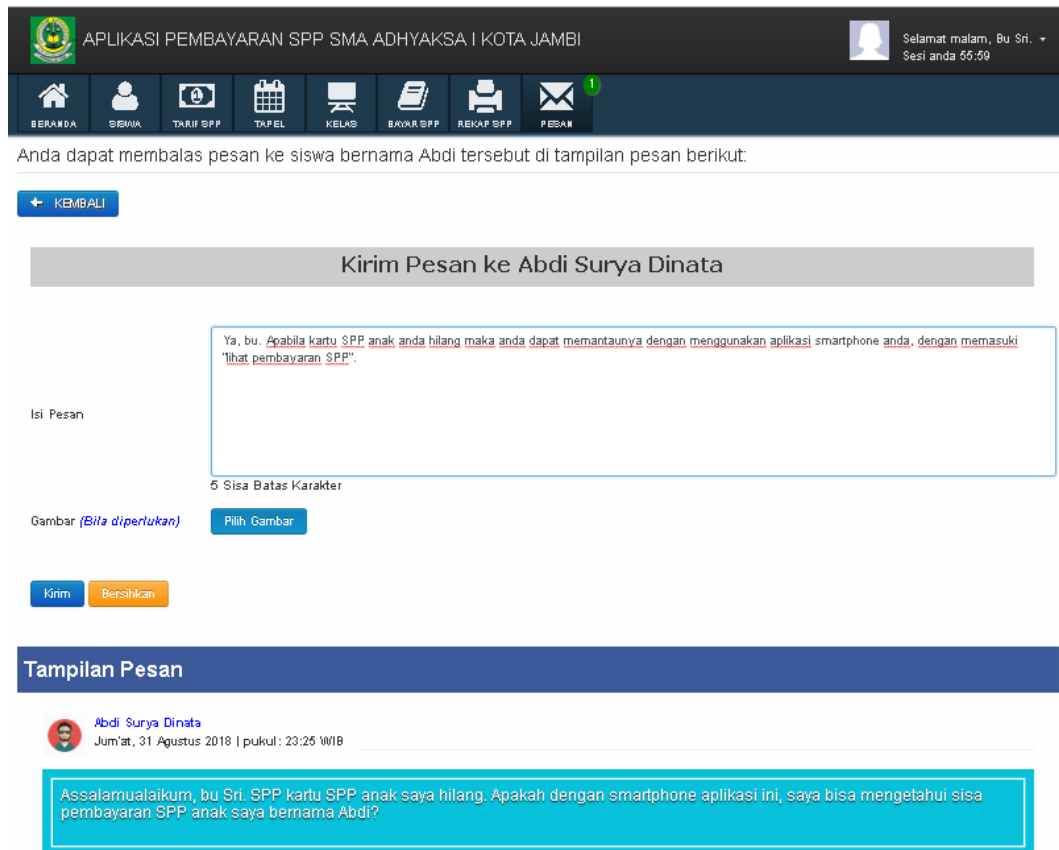 APLIKASI PEMBAYARAN SPP SMA ADHYAKSA I KOTA JAMBI
Selamat malam, Bu Sri.
Sesi anda 55:59
BERANDA SISWA TARIF SPP TAPEL KELAS BAYAR SPP REKAP SPP PESAN 1
Anda dapat membalas pesan ke siswa bernama Abdi tersebut di tampilan pesan berikut:
KEMBALI
Kirim Pesan ke Abdi Surya Dinata
Ya, bu. Apabila kartu SPP anak anda hilang maka anda dapat memantaunya dengan menggunakan aplikasi smartphone anda, dengan memasuki
"lihat pembayaran SPP".
Isi Pesan
5 Sisa Batas Karakter
Gambar (Bila diperlukan) Pilih Gambar
Kirim Bersihkan
Tampilan Pesan
Abdi Surya Dinata
Jum'at, 31 Agustus 2018 | pukul: 23:25 WIB
Assalamualaikum, bu Sri. SPP kartu SPP anak saya hilang. Apakah dengan smartphone aplikasi ini, saya bisa mengetahui sisa
pembayaran SPP anak saya bernama Abdi?